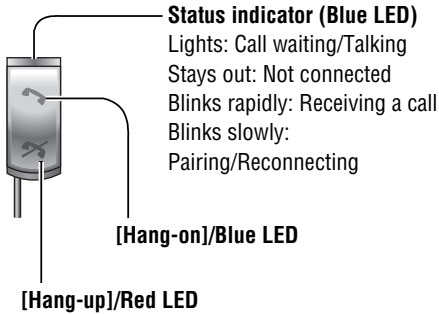 Status indicator (Blue LED)
Lights: Call waiting/Talking
Stays out: Not connected
Blinks rapidly: Receiving a call
Blinks slowly:
Pairing/Reconnecting
[Hang-on]/Blue LED
[Hang-up]/Red LED